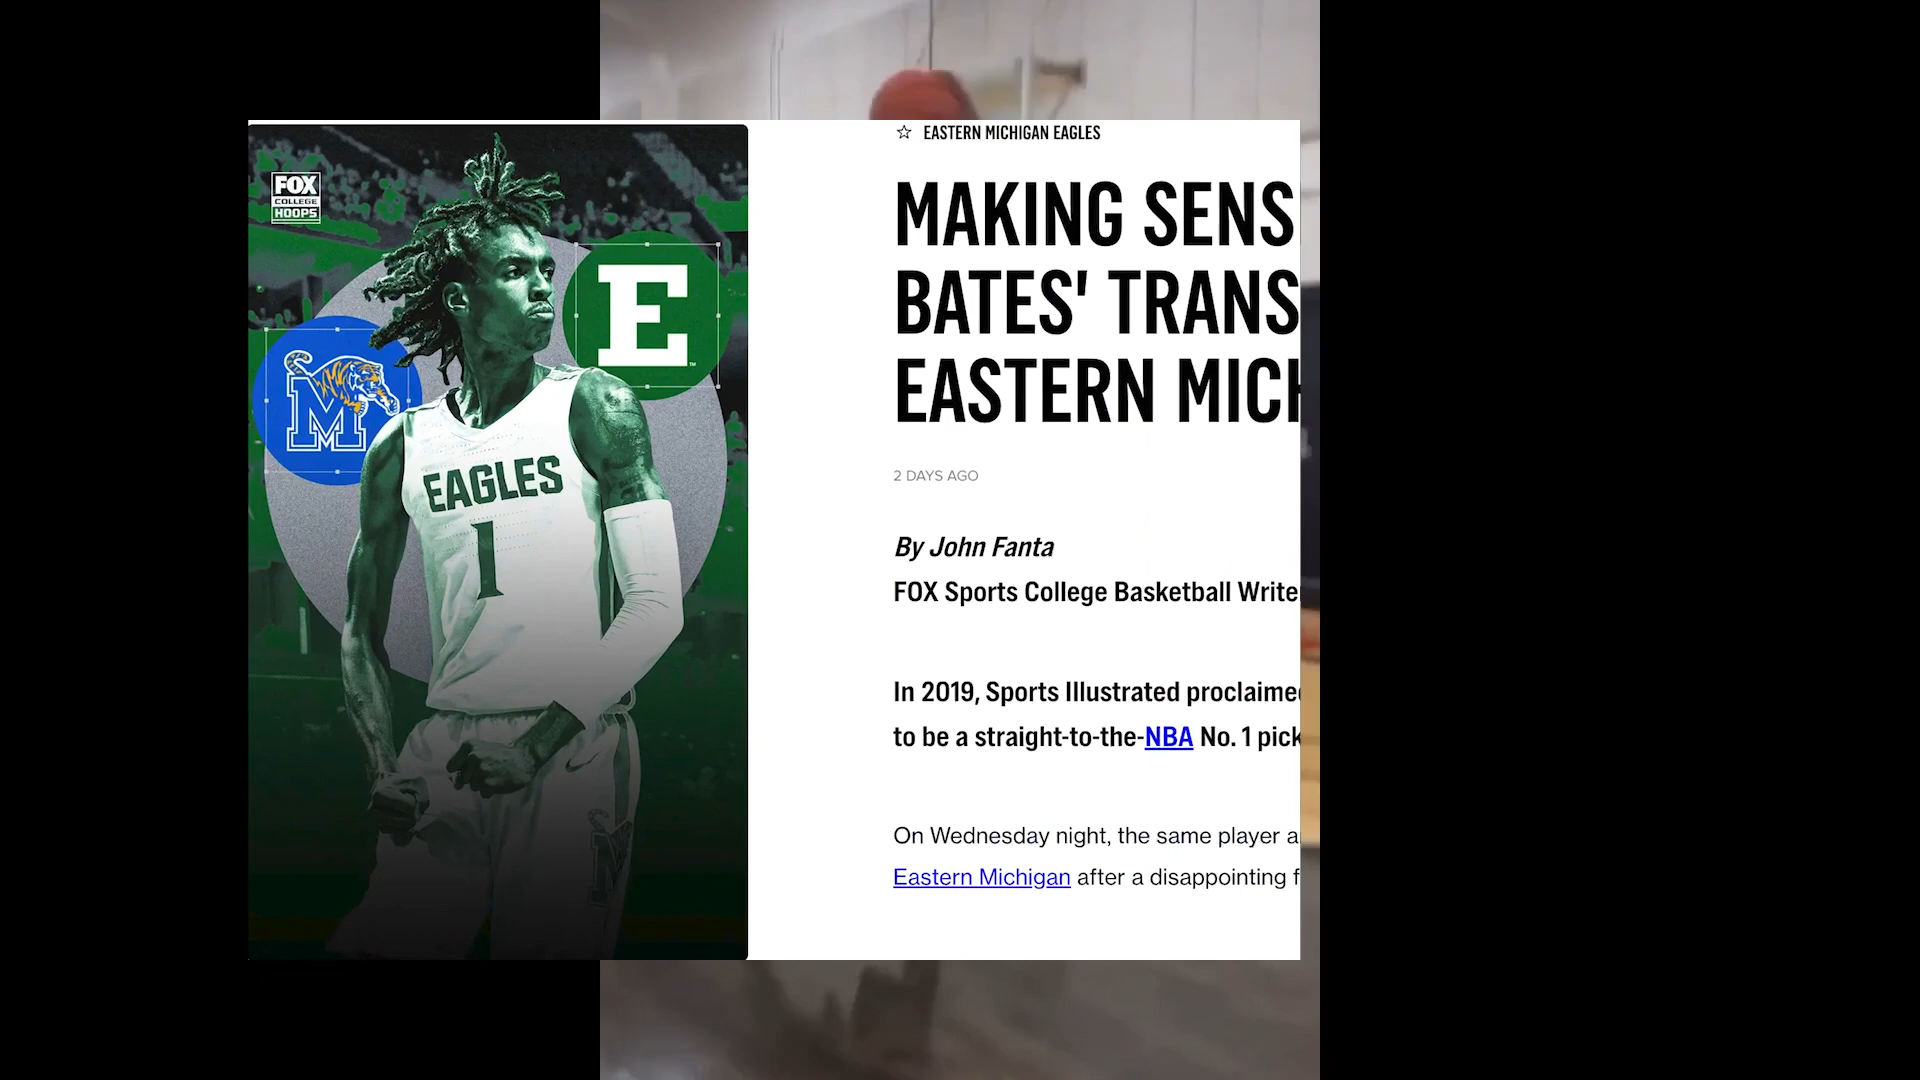 FOX
COLLEGE
HOOPS
E
M
EAGLES
1
EASTERN MICHIGAN EAGLES
MAKING SENS
BATES' TRANS
EASTERN MICH
2 DAYS AGO
By John Fanta
FOX Sports College Basketball Write
In 2019, Sports Illustrated proclaime
to be a straight-to-the-NBA No. 1 pick
On Wednesday night, the same player a
Eastern Michigan after a disappointing f